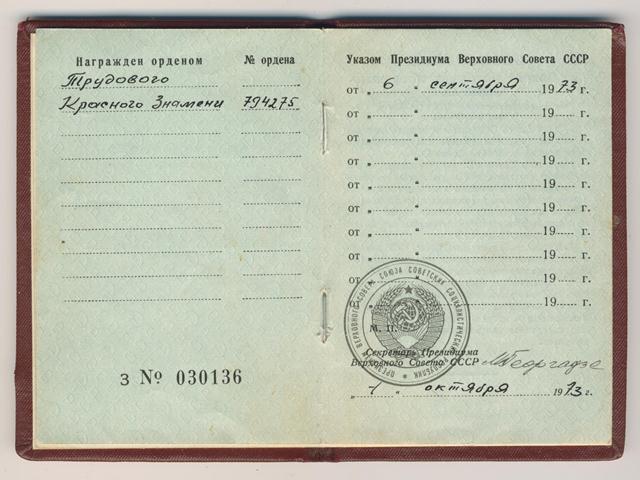 Награжден орденом № ордена
Трудового
Красного Знамени 794275
З № 030136
Указом Президиума Верховного Совета СССР
от „ 6 " сентября 1973 г.
от „ " 19 г.
от „ " 19 г.
от „ " 19 г.
от „ " 19 г.
от „ " 19 г.
от „ " 19 г.
от „ " 19 г.
от „ " 19 г.
от „ " 19 г.
М. П.
Секретарь Президиума
Верховного Совета СССР М Георгадзе
„ 1 " октября 1973 г.